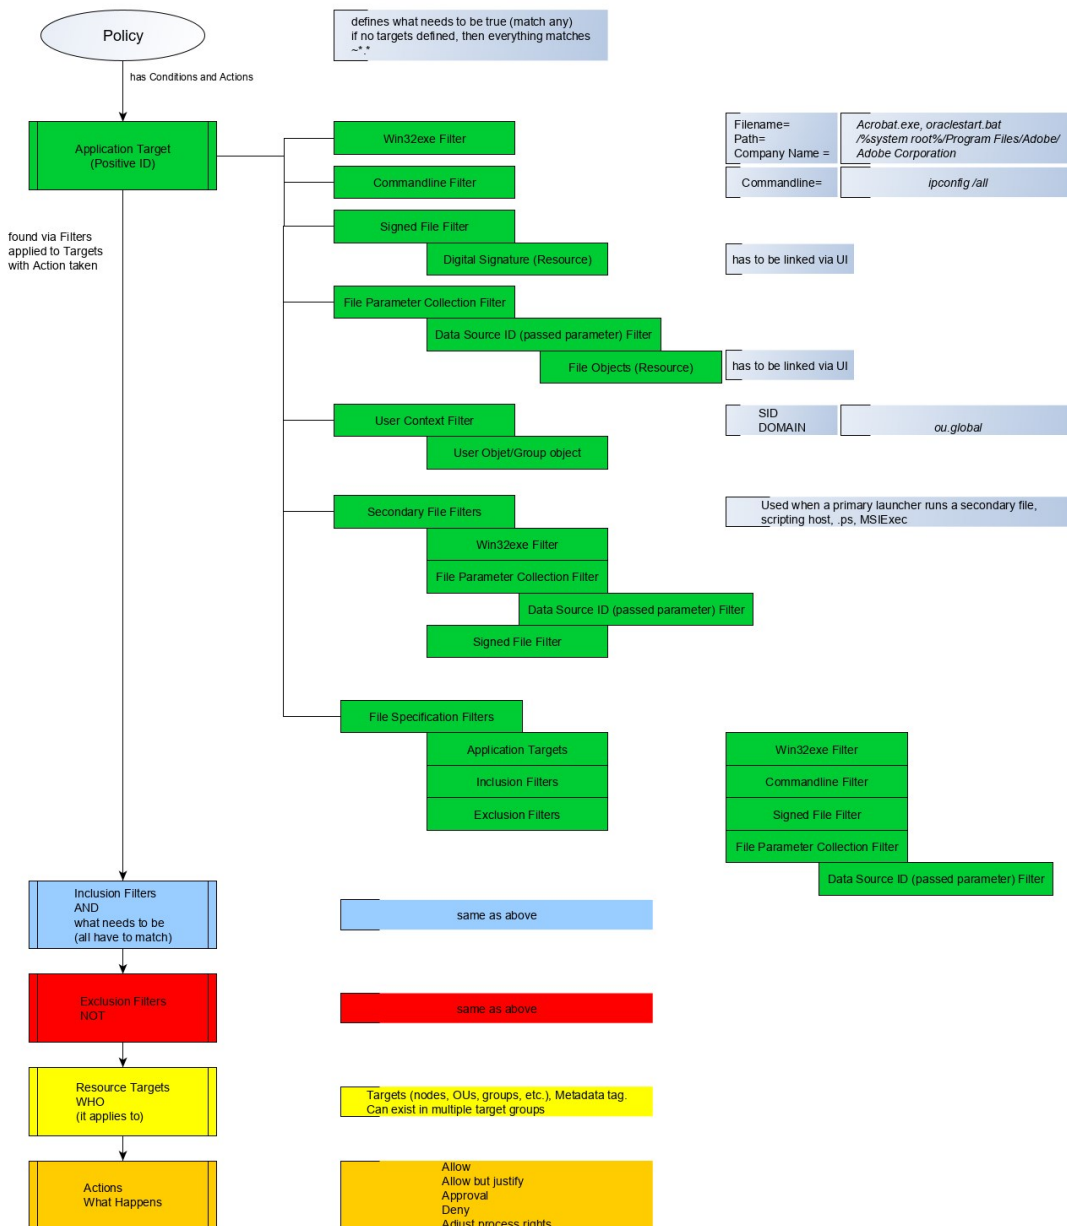 Policy
defines what needs to be true (match any)
if no targets defined, then everything matches
~*.*
has Conditions and Actions
Application Target
(Positive ID)
found via Filters
applied to Targets
with Action taken
Win32exe Filter
Filename=
Path=
Company Name =
Acrobat.exe, oraclestart.bat
/%system root%/Program Files/Adobe/
Adobe Corporation
Commandline Filter
Commandline=
ipconfig /all
Signed File Filter
Digital Signature (Resource)
has to be linked via UI
File Parameter Collection Filter
Data Source ID (passed parameter) Filter
File Objects (Resource)
has to be linked via UI
User Context Filter
SID
DOMAIN
ou.global
User Objet/Group object
Secondary File Filters
Used when a primary launcher runs a secondary file,
scripting host, .ps, MSIExec
Win32exe Filter
File Parameter Collection Filter
Data Source ID (passed parameter) Filter
Signed File Filter
File Specification Filters
Application Targets
Inclusion Filters
Exclusion Filters
Win32exe Filter
Commandline Filter
Signed File Filter
File Parameter Collection Filter
Data Source ID (passed parameter) Filter
Inclusion Filters
AND
what needs to be
(all have to match)
same as above
Exclusion Filters
NOT
same as above
Resource Targets
WHO
(it applies to)
Targets (nodes, OUs, groups, etc.), Metadata tag.
Can exist in multiple target groups
Actions
What Happens
Allow
Allow but justify
Approval
Deny
Adjust process rights